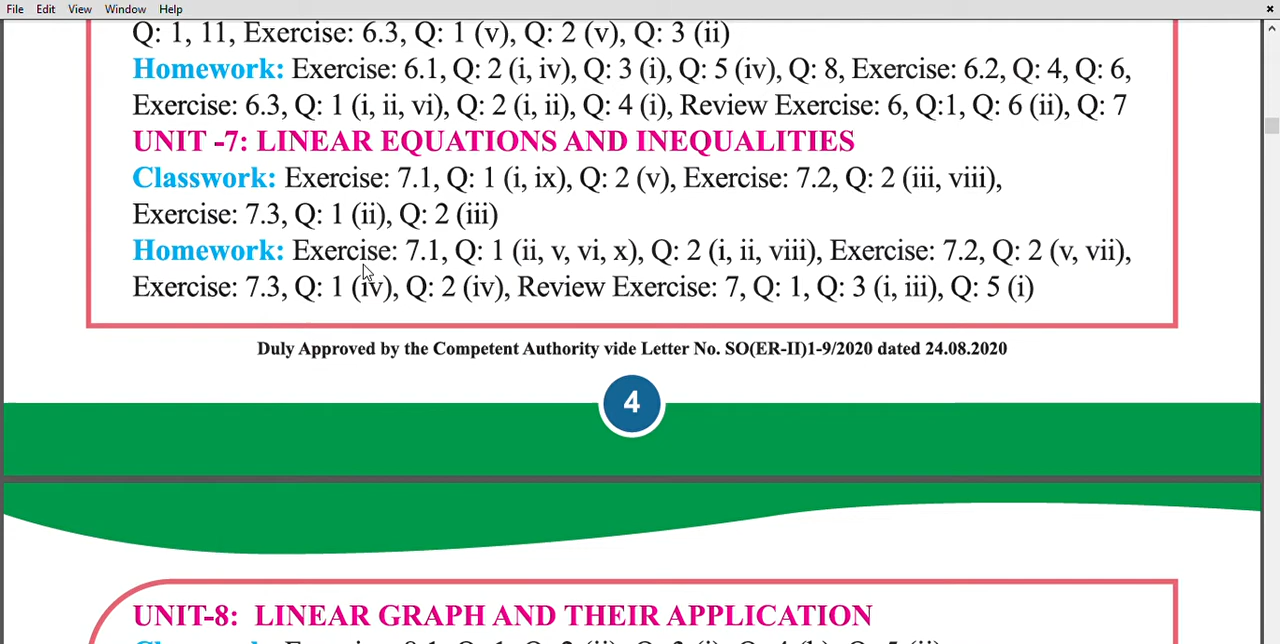 File Edit View Window Help
Q: 1, 11, Exercise: 6.3, Q: 1 (v), Q: 2 (v), Q: 3 (ii)
Homework: Exercise: 6.1, Q: 2 (i, iv), Q: 3 (i), Q: 5 (iv), Q: 8, Exercise: 6.2, Q: 4, Q: 6,
Exercise: 6.3, Q: 1 (i, ii, vi), Q: 2 (i, ii), Q: 4 (i), Review Exercise: 6, Q:1, Q: 6 (ii), Q: 7
UNIT -7: LINEAR EQUATIONS AND INEQUALITIES
Classwork: Exercise: 7.1, Q: 1 (i, ix), Q: 2 (v), Exercise: 7.2, Q: 2 (iii, viii),
Exercise: 7.3, Q: 1 (ii), Q: 2 (iii)
Homework: Exercise: 7.1, Q: 1 (ii, v, vi, x), Q: 2 (i, ii, viii), Exercise: 7.2, Q: 2 (v, vii),
Exercise: 7.3, Q: 1 (iv), Q: 2 (iv), Review Exercise: 7, Q: 1, Q: 3 (i, iii), Q: 5 (i)
Duly Approved by the Competent Authority vide Letter No. SO(ER-II)1-9/2020 dated 24.08.2020
4
UNIT-8: LINEAR GRAPH AND THEIR APPLICATION